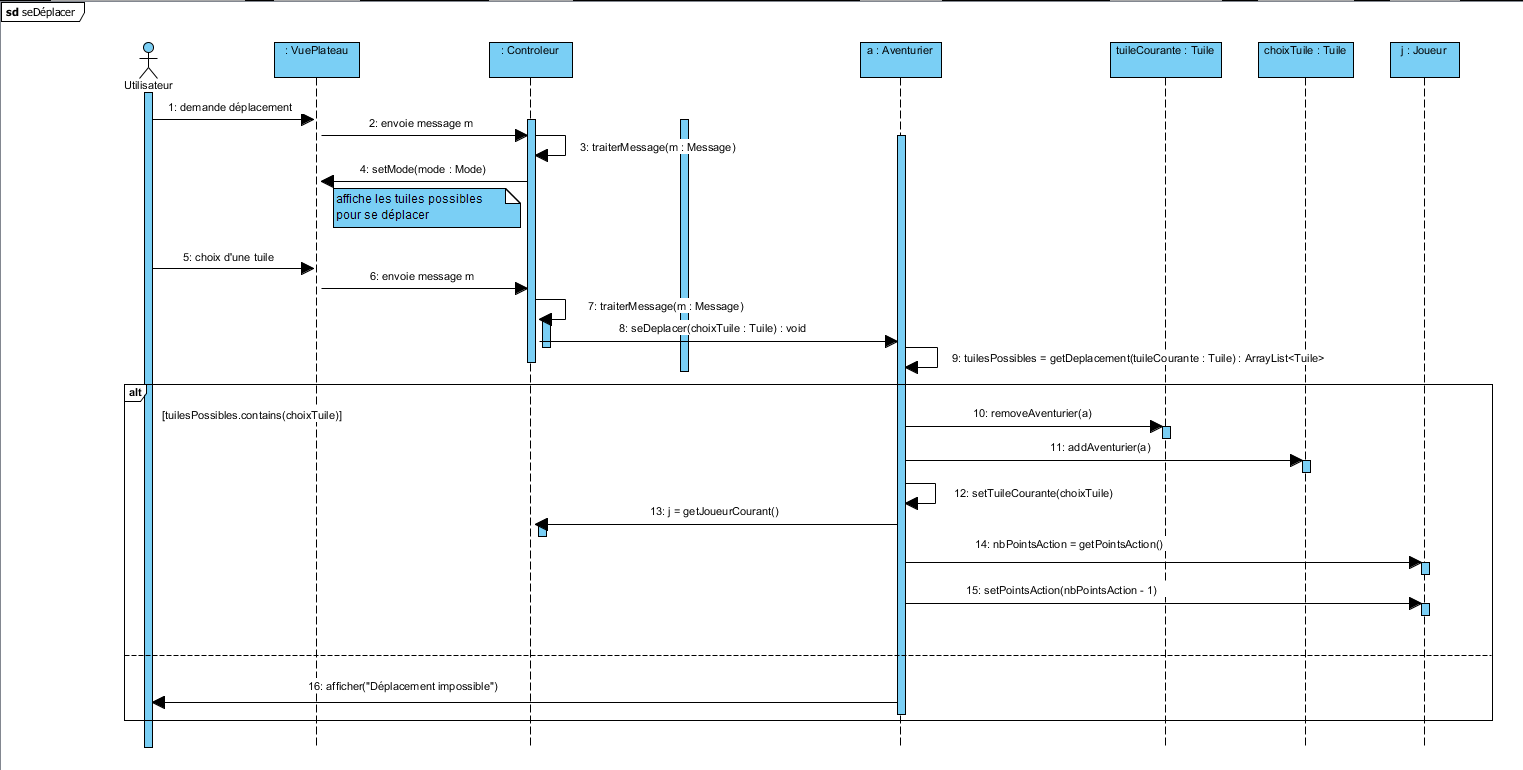 sd seDéplacer
: VuePlateau
: Controleur
a : Aventurier
tuileCourante : Tuile
choixTuile : Tuile
j : Joueur
Utilisateur
1: demande déplacement
2: envoie message m
3: traiterMessage(m : Message)
4: setMode(mode : Mode)
affiche les tuiles possibles
pour se déplacer
5: choix d'une tuile
6: envoie message m
7: traiterMessage(m : Message)
8: seDeplacer(choixTuile : Tuile) : void
9: tuilesPossibles = getDeplacement(tuileCourante : Tuile) : ArrayList<Tuile>
alt
[tuilesPossibles.contains(choixTuile)]
10: removeAventurier(a)
11: addAventurier(a)
12: setTuileCourante(choixTuile)
13: j = getJoueurCourant()
14: nbPointsAction = getPointsAction()
15: setPointsAction(nbPointsAction - 1)
16: afficher("Déplacement impossible")